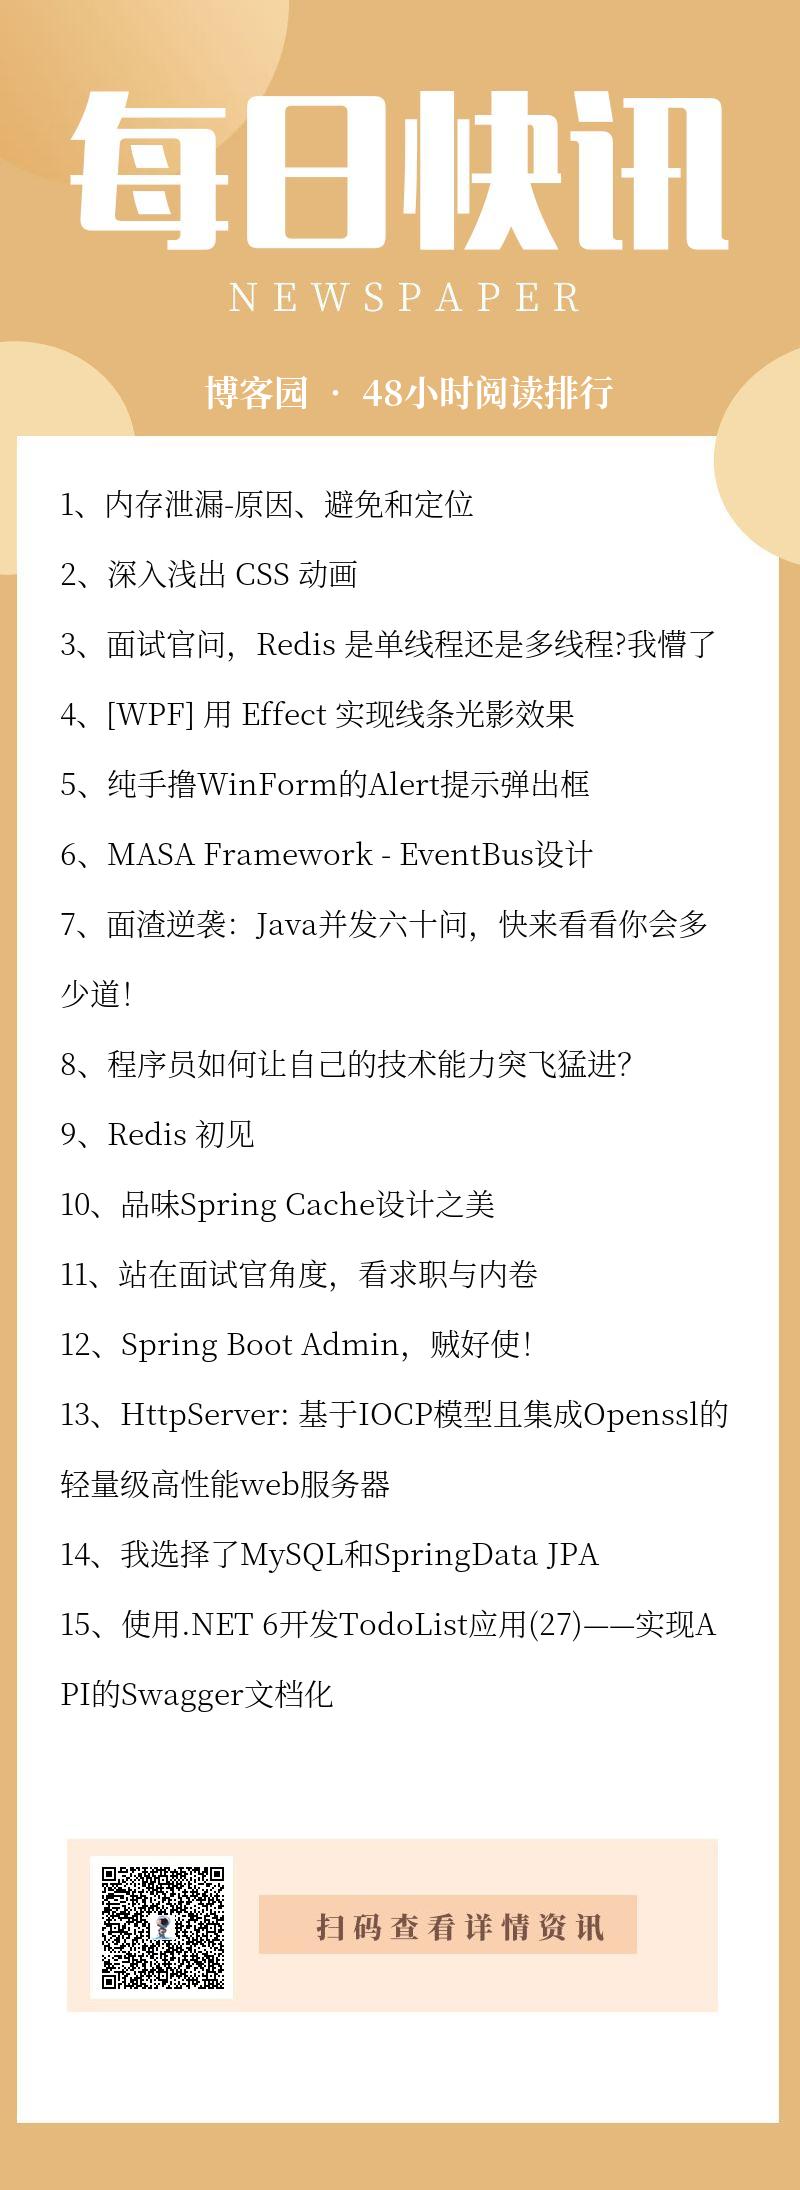 每日快讯
NEWSPAPER
博客园 · 48小时阅读排行
1、内存泄漏-原因、避免和定位
2、深入浅出 CSS 动画
3、面试官问，Redis 是单线程还是多线程?我懵了
4、[WPF] 用 Effect 实现线条光影效果
5、纯手撸WinForm的Alert提示弹出框
6、MASA Framework - EventBus设计
7、面渣逆袭：Java并发六十问，快来看看你会多
少道！
8、程序员如何让自己的技术能力突飞猛进？
9、Redis 初见
10、品味Spring Cache设计之美
11、站在面试官角度，看求职与内卷
12、Spring Boot Admin，贼好使！
13、HttpServer: 基于IOCP模型且集成Openssl的
轻量级高性能web服务器
14、我选择了MySQL和SpringData JPA
15、使用.NET 6开发TodoList应用(27)——实现A
PI的Swagger文档化
扫码查看详情资讯